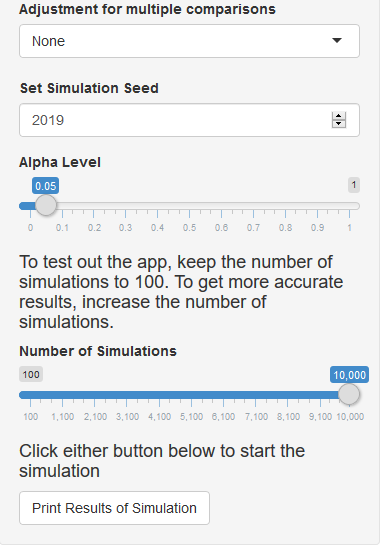 Adjustment for multiple comparisons
None
Set Simulation Seed
2019
Alpha Level
0.05 1
0 0.1 0.2 0.3 0.4 0.5 0.6 0.7 0.8 0.9 1
To test out the app, keep the number of
simulations to 100. To get more accurate
results, increase the number of
simulations.
Number of Simulations
100 10,000
100 1,100 2,100 3,100 4,100 5,100 6,100 7,100 8,100 9,100 10,000
Click either button below to start the
simulation
Print Results of Simulation